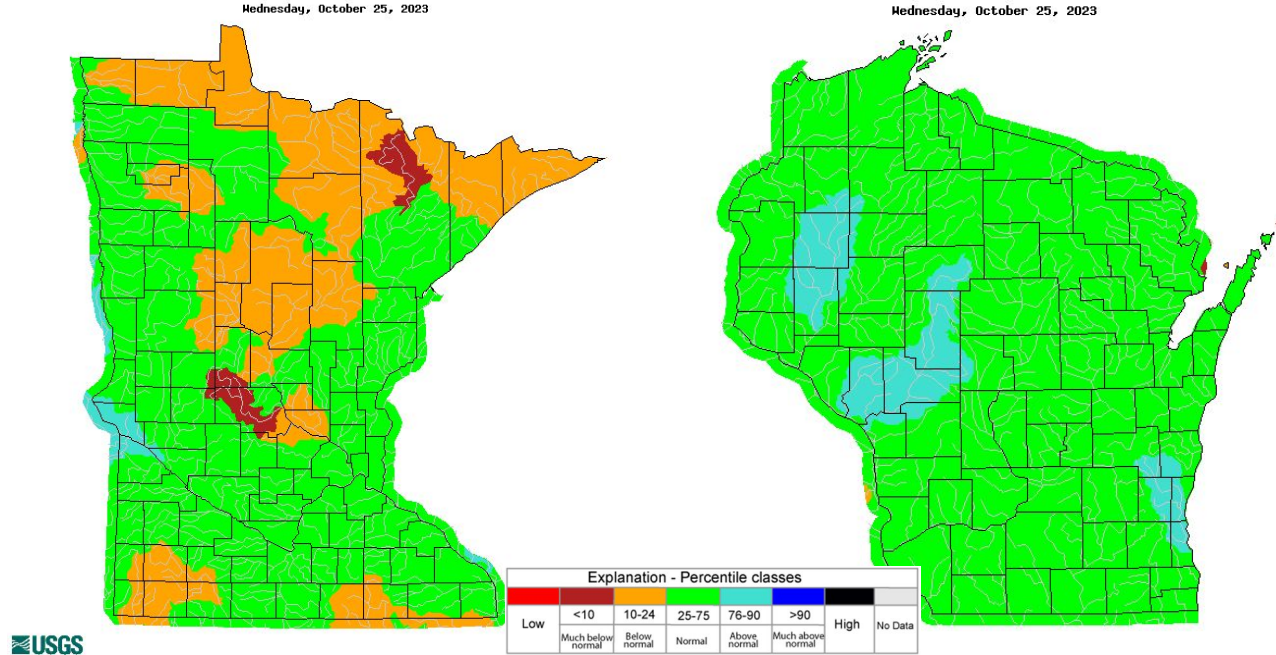 Wednesday, October 25, 2023
Wednesday, October 25, 2023
Explanation - Percentile classes
Low
<10
10-24
25-75
76-90
>90
High
No Data
Much below
normal
Below
normal
Normal
Above
normal
Much above
normal
USGS